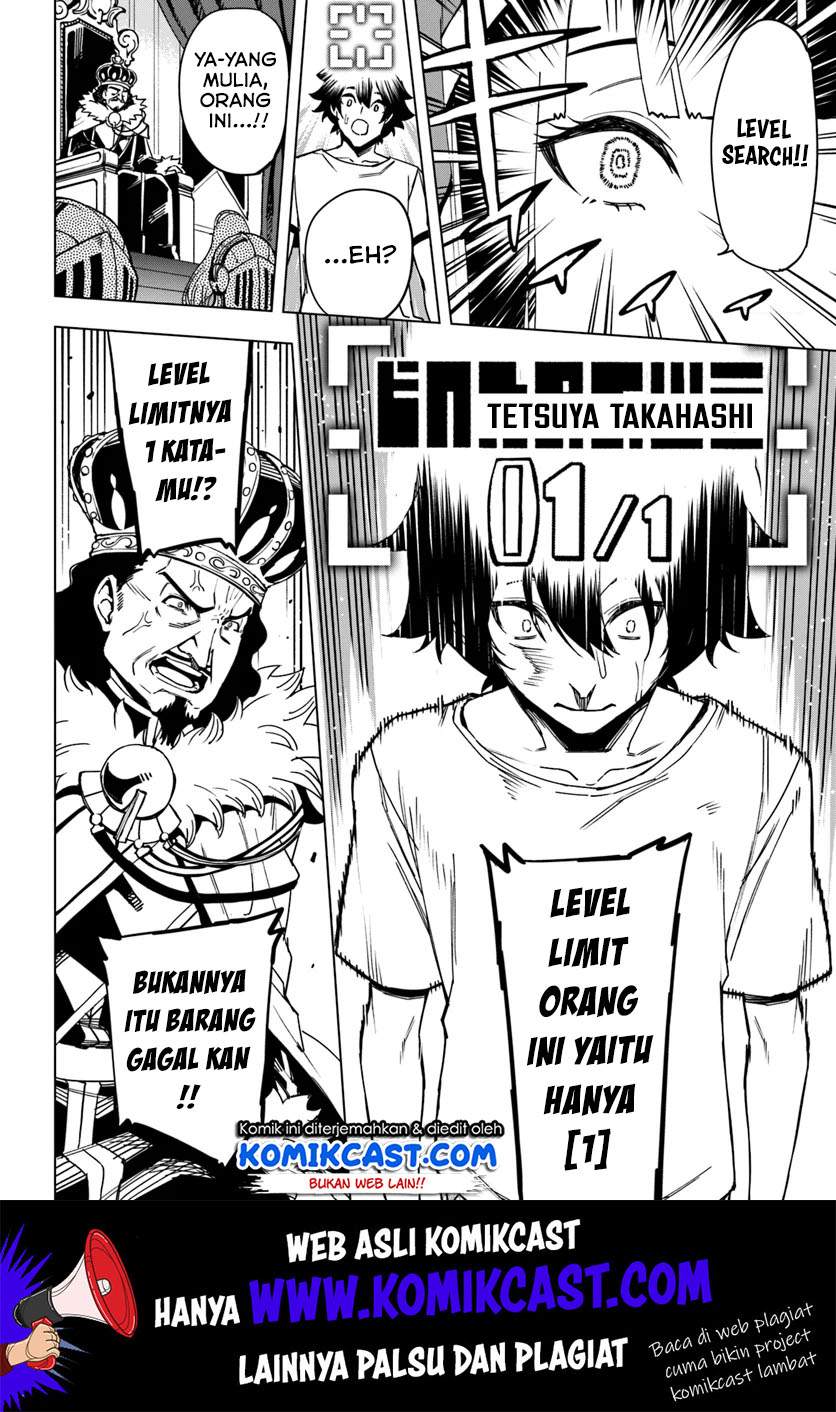 LEVEL
SEARCH!!
YA-YANG
MULIA,
ORANG
INI...!!
...EH?
TETSUYA TAKAHASHI
01/1
LEVEL
LIMIT
ORANG
INI YAITU
HANYA
[1]
LEVEL
LIMITNYA
1 KATA-
MU!?
BUKANNYA
ITU BARANG
GAGAL KAN
!!
Komik ini diterjemahkan & diedit oleh
KOMIKCAST.COM
BUKAN WEB LAIN!!
WEB ASLI KOMIKCAST
HANYA WWW.KOMIKCAST.COM
LAINNYA PALSU DAN PLAGIAT
Baca di web plagiat
cuma bikin project
komikcast lambat